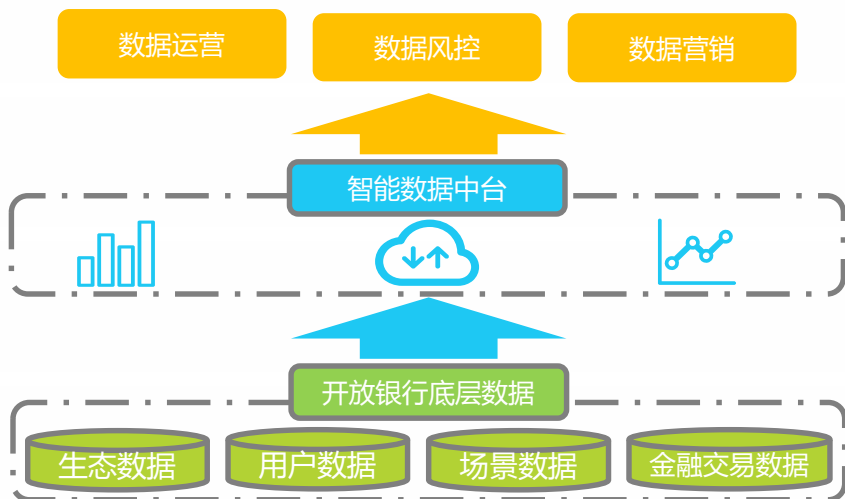 数据运营
数据风控
数据营销
智能数据中台
开放银行底层数据
生态数据
用户数据
场景数据
金融交易数据